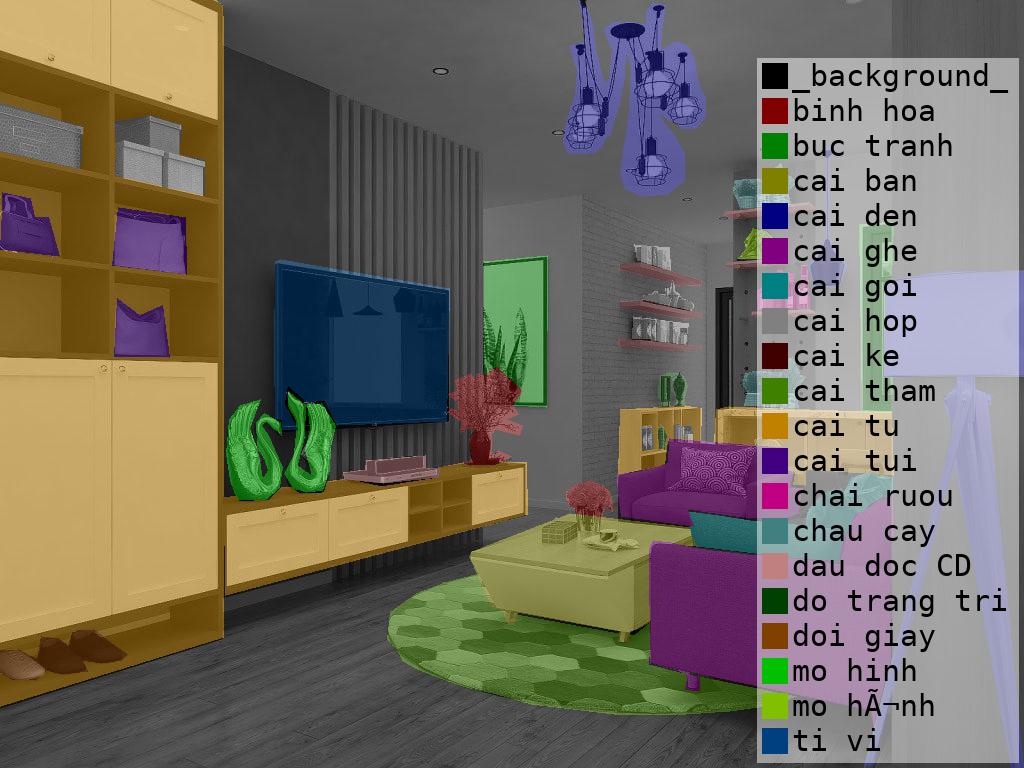 _background_
binh hoa
buc tranh
cai ban
cai den
cai ghe
cai goi
cai hop
cai ke
cai tham
cai tu
cai tui
chai ruou
chau cay
dau doc CD
do trang tri
doi giay
mo hinh
mo hÃ¬nh
ti vi